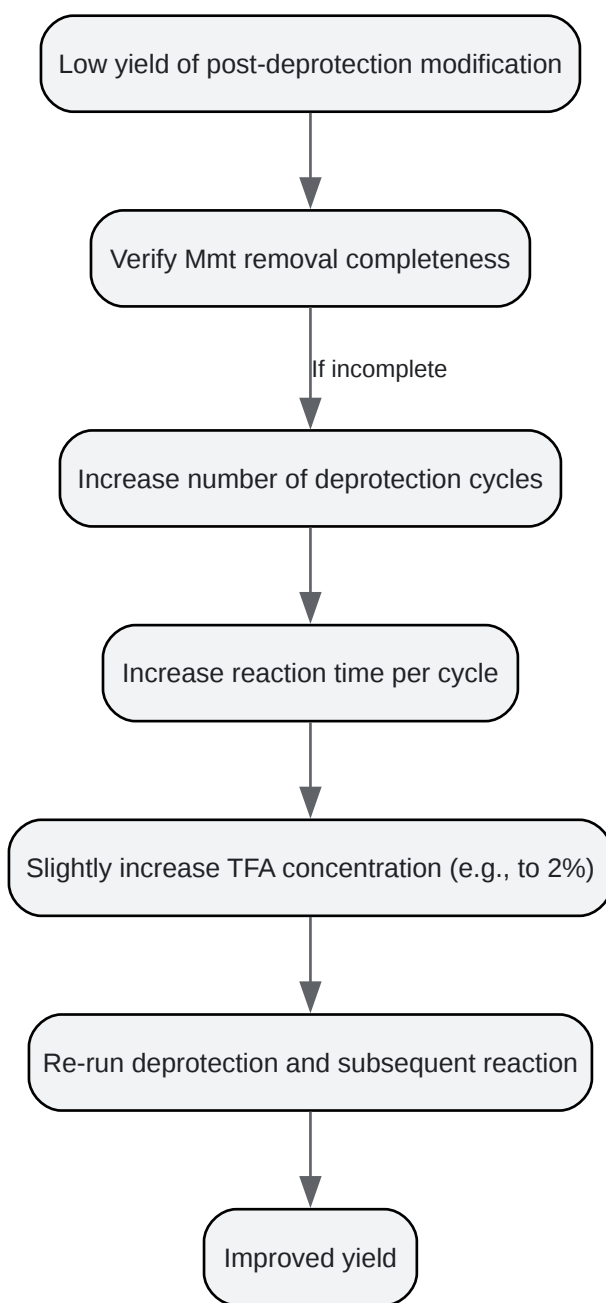 Low yield of post-deprotection modification
Verify Mmt removal completeness
If incomplete
Increase number of deprotection cycles
Increase reaction time per cycle
Slightly increase TFA concentration (e.g., to 2%)
Re-run deprotection and subsequent reaction
Improved yield